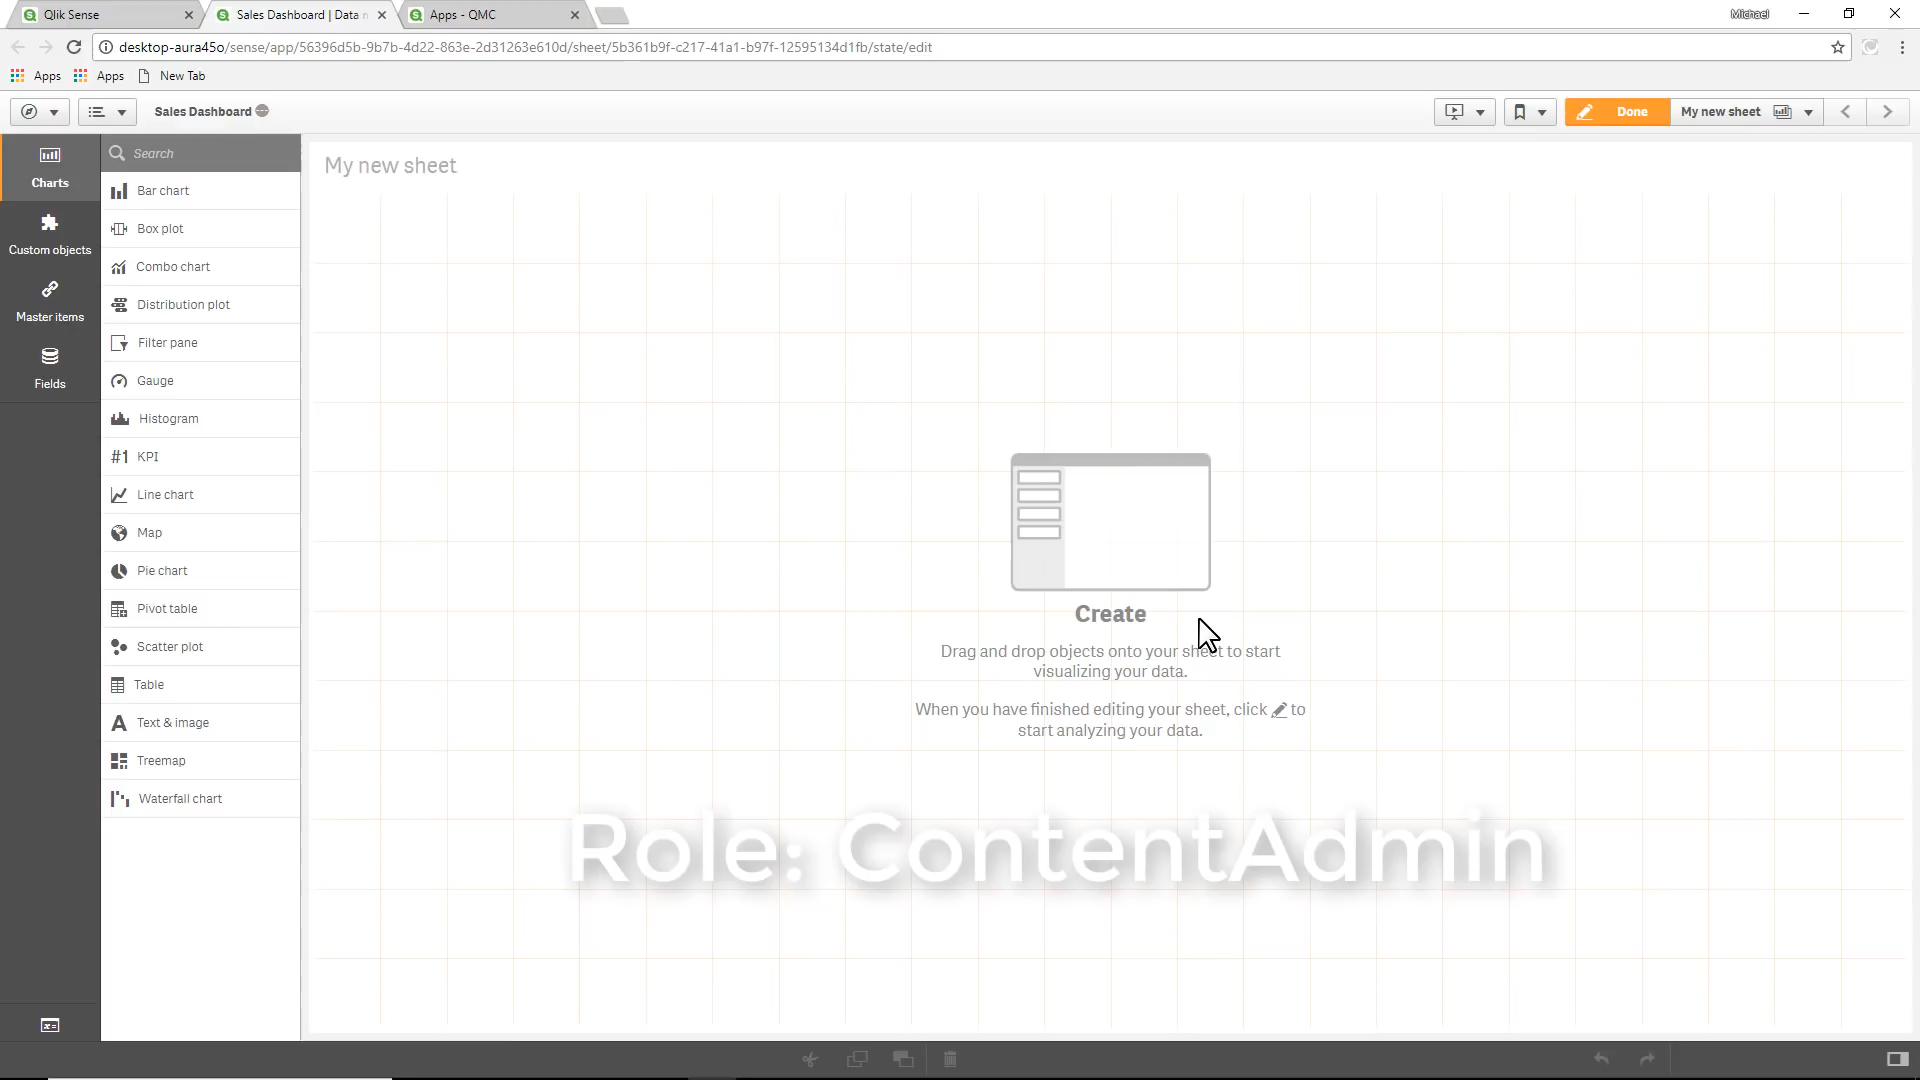 Qlik Sense
Sales Dashboard | Data n
Apps - QMC
Michael
desktop-aura45o/sense/app/56396d5b-9b7b-4d22-863e-2d31263e610d/sheet/5b361b9f-c217-41a1-b97f-12595134d1fb/state/edit
Apps
Apps
New Tab
Sales Dashboard
Done
My new sheet
Charts
Custom objects
Master items
Fields
Search
Bar chart
Box plot
Combo chart
Distribution plot
Filter pane
Gauge
Histogram
#1 KPI
Line chart
Map
Pie chart
Pivot table
Scatter plot
Table
Text & image
Treemap
Waterfall chart
My new sheet
Create
Drag and drop objects onto your sheet to start
visualizing your data.
When you have finished editing your sheet, click to
start analyzing your data.
Role: ContentAdmin